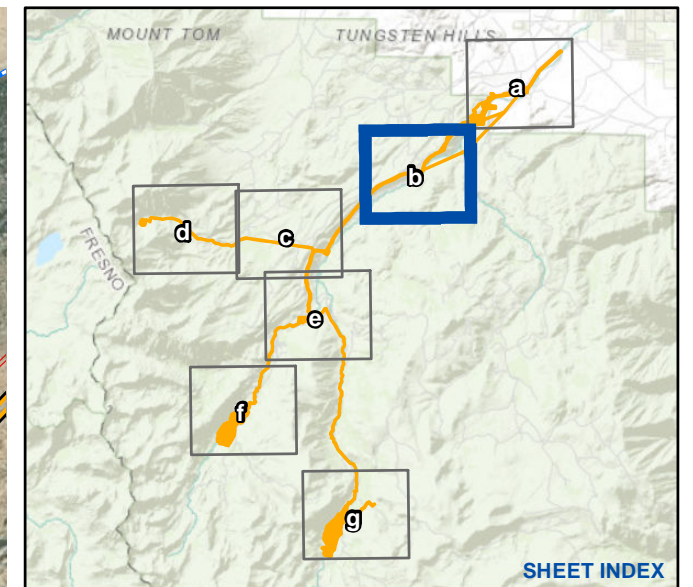 MOUNT TOM
TUNGSTEN HILLS
a
b
d
c
FRESNO
e
f
g
SHEET INDEX